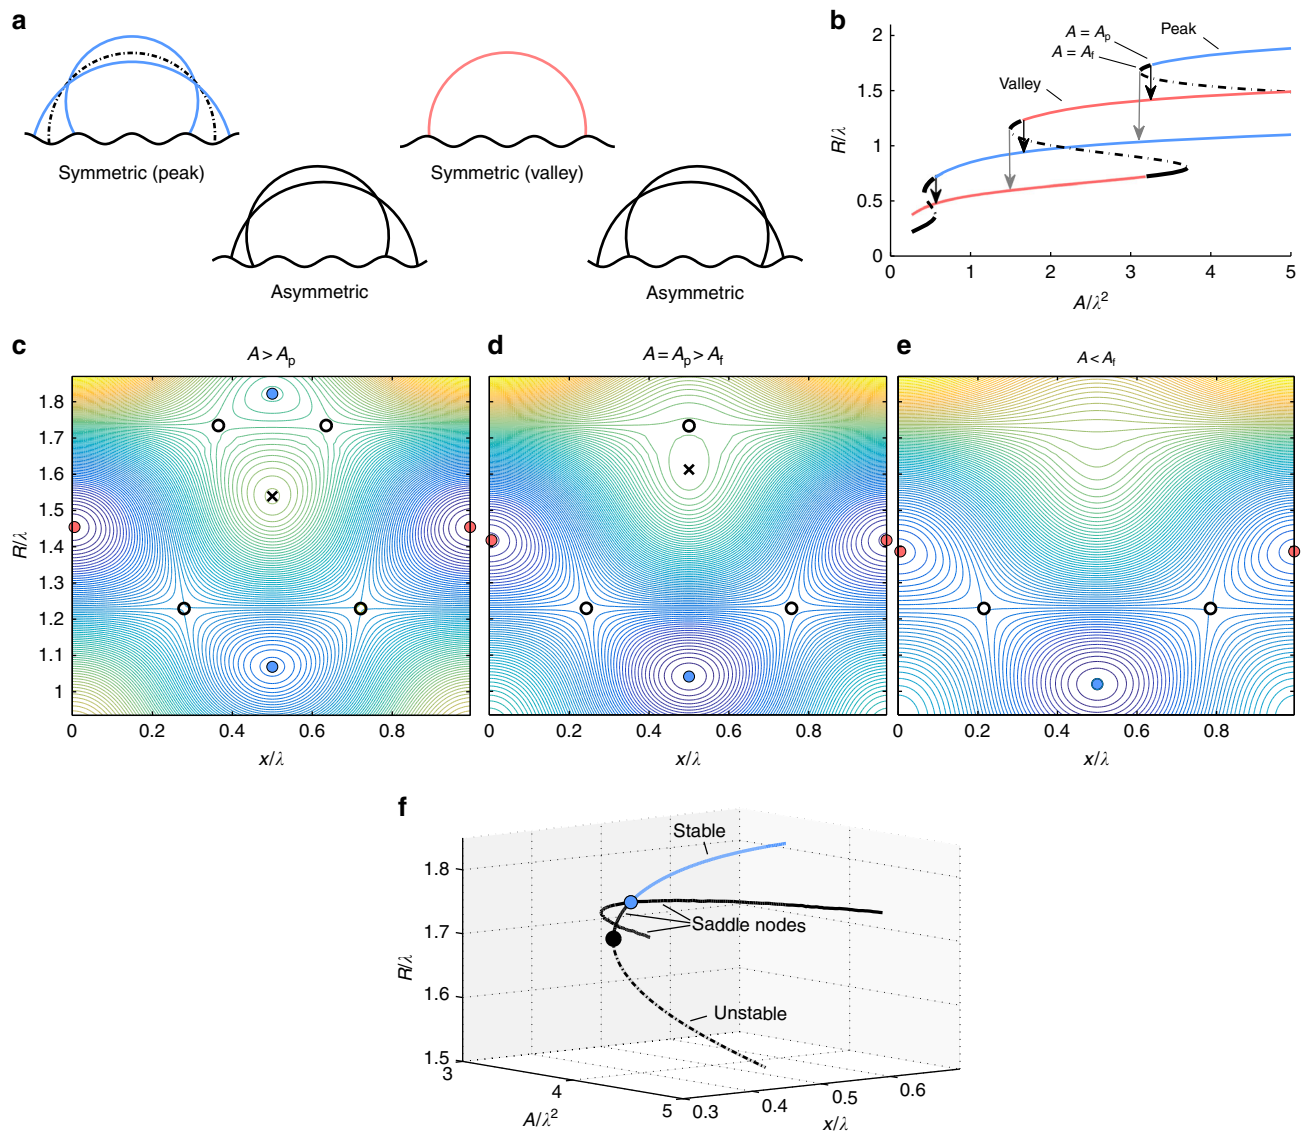 a
Symmetric (peak)
Symmetric (valley)
Asymmetric
Asymmetric
b
A = Aₚ
A = A_f
Peak
Valley
R/λ
2
1.5
1
0.5
0
0 1 2 3 4 5
A/λ²
c
A > Aₚ
R/λ
1.8
1.7
1.6
1.5
1.4
1.3
1.2
1.1
1
0 0.2 0.4 0.6 0.8
x/λ
d
A = Aₚ > A_f
0 0.2 0.4 0.6 0.8
x/λ
e
A < A_f
0 0.2 0.4 0.6 0.8
x/λ
f
Stable
Saddle nodes
Unstable
R/λ
1.8
1.7
1.6
1.5
3
4
5
A/λ²
0.3 0.4 0.5 0.6
x/λ